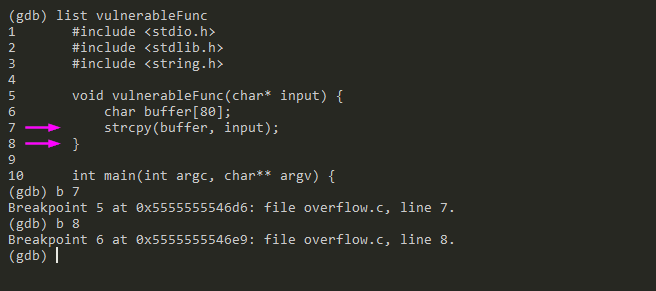 (gdb) list vulnerableFunc
1       #include <stdio.h>
2       #include <stdlib.h>
3       #include <string.h>
4
5       void vulnerableFunc(char* input) {
6           char buffer[80];
7           strcpy(buffer, input);
8       }
9
10      int main(int argc, char** argv) {
(gdb) b 7
Breakpoint 5 at 0x5555555546d6: file overflow.c, line 7.
(gdb) b 8
Breakpoint 6 at 0x5555555546e9: file overflow.c, line 8.
(gdb)